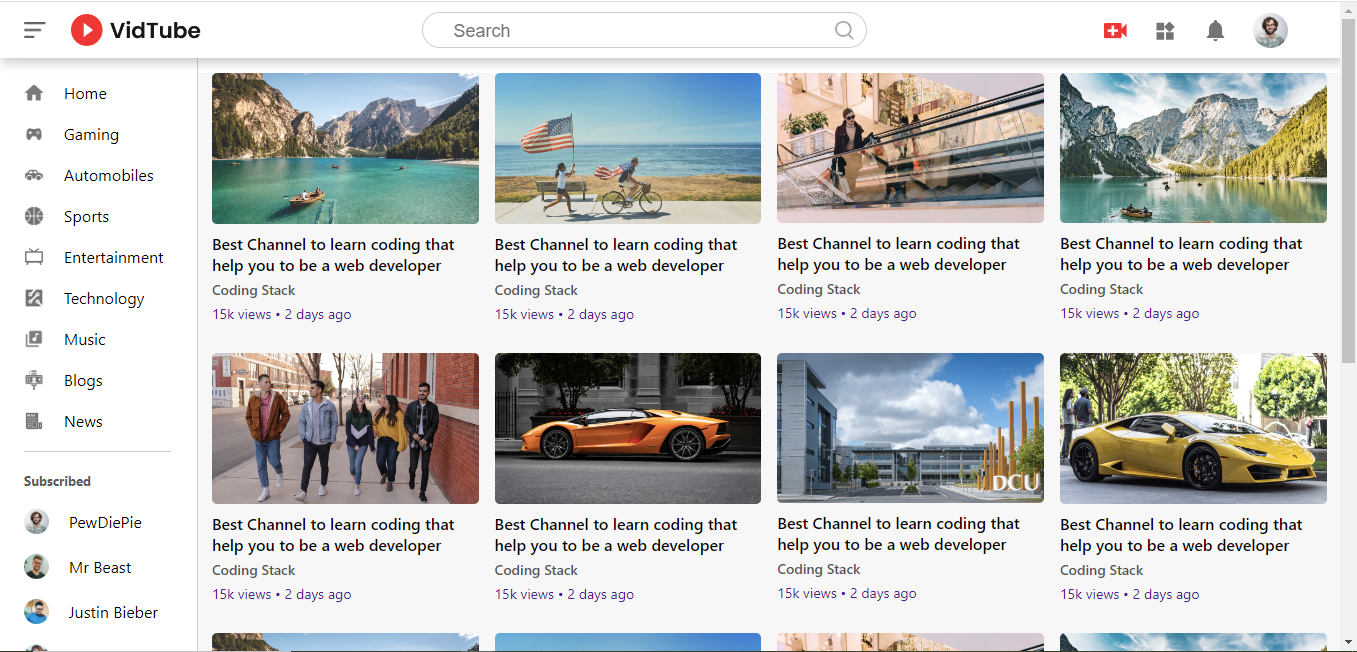 VidTube
Search
Home
Gaming
Automobiles
Sports
Entertainment
Technology
Music
Blogs
News
Subscribed
PewDiePie
Mr Beast
Justin Bieber
Best Channel to learn coding that
help you to be a web developer
Coding Stack
15k views • 2 days ago
Best Channel to learn coding that
help you to be a web developer
Coding Stack
15k views • 2 days ago
Best Channel to learn coding that
help you to be a web developer
Coding Stack
15k views • 2 days ago
Best Channel to learn coding that
help you to be a web developer
Coding Stack
15k views • 2 days ago
DCU
Best Channel to learn coding that
help you to be a web developer
Coding Stack
15k views • 2 days ago
Best Channel to learn coding that
help you to be a web developer
Coding Stack
15k views • 2 days ago
Best Channel to learn coding that
help you to be a web developer
Coding Stack
15k views • 2 days ago
Best Channel to learn coding that
help you to be a web developer
Coding Stack
15k views • 2 days ago